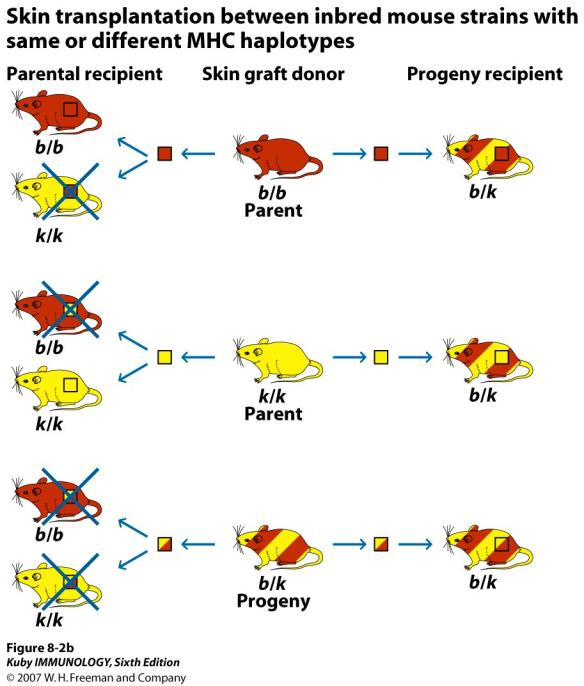 Skin transplantation between inbred mouse strains with
same or different MHC haplotypes
Parental recipient
Skin graft donor
Progeny recipient
b/b
k/k
b/b
Parent
b/k
b/b
k/k
k/k
Parent
b/k
b/b
k/k
b/k
Progeny
b/k
Figure 8-2b
Kuby IMMUNOLOGY, Sixth Edition
© 2007 W. H. Freeman and Company